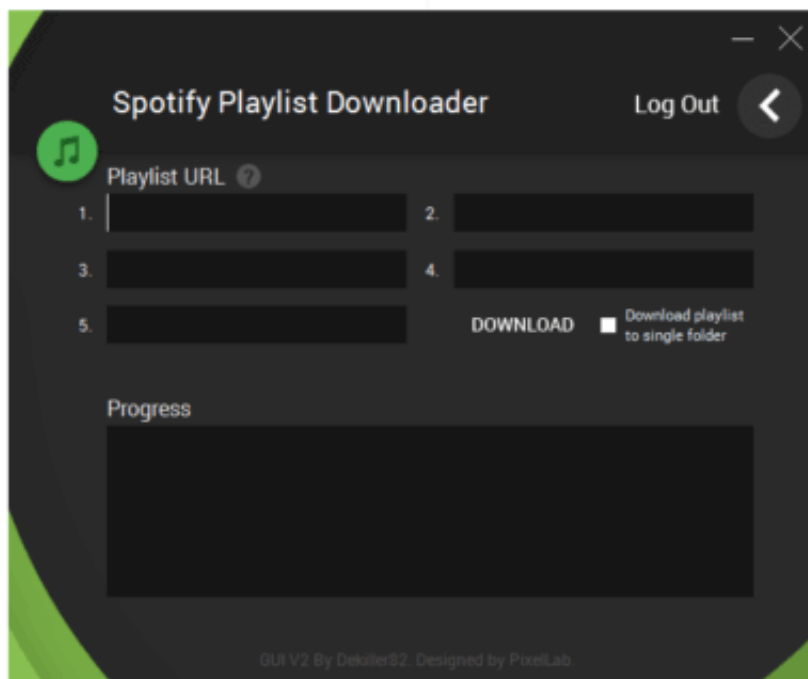 Spotify Playlist Downloader
Log Out
Playlist URL ?
1.
2.
3.
4.
5.
DOWNLOAD
Download playlist
to single folder
Progress
GUI V2 By Dekiller82. Designed by PixelLab.